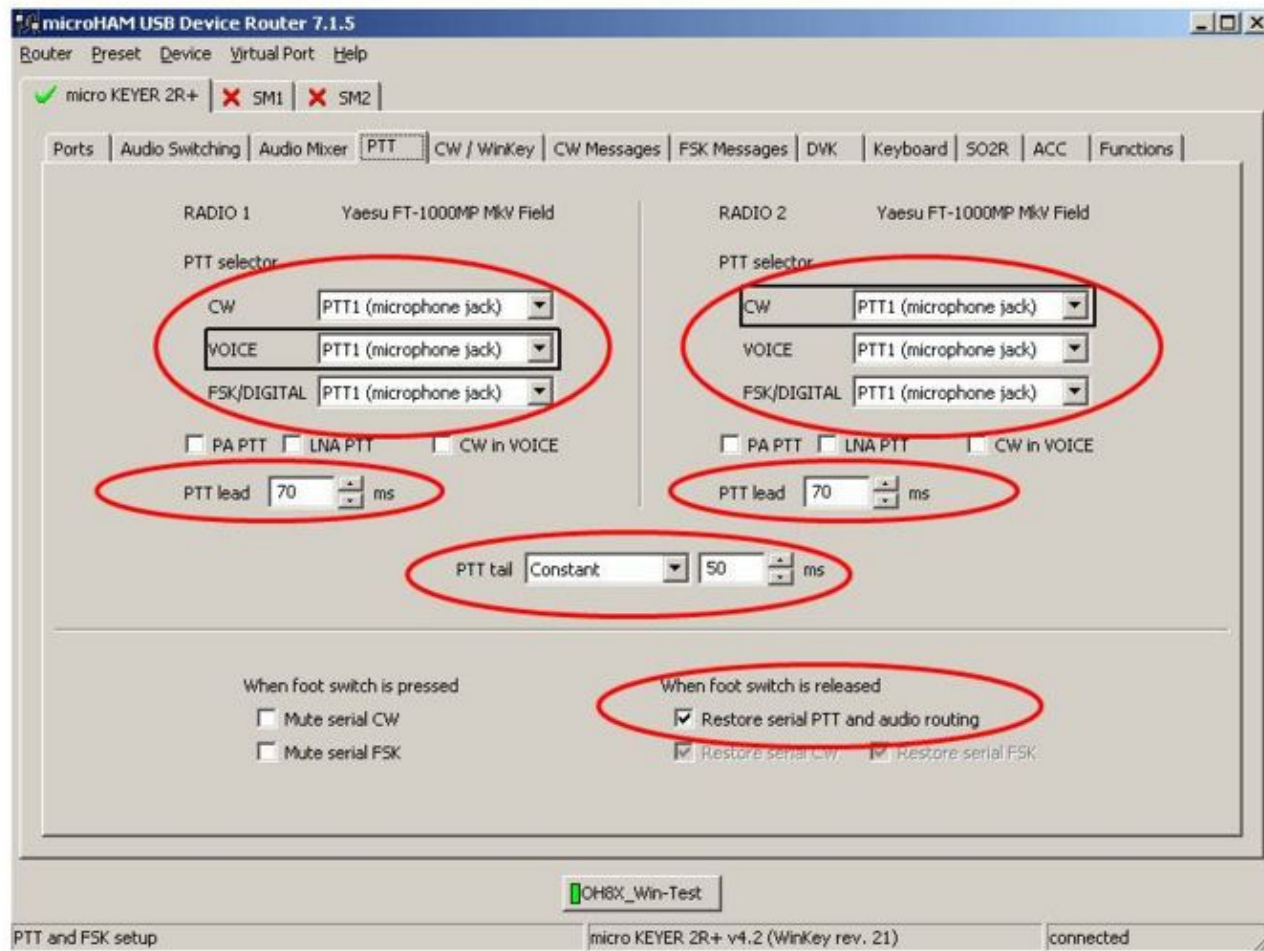 microHAM USB Device Router 7.1.5
Router Preset Device Virtual Port Help
micro KEYER 2R+ SM1 SM2
Ports Audio Switching Audio Mixer PTT CW / WinKey CW Messages FSK Messages DVK Keyboard SO2R ACC Functions
RADIO 1 Yaesu FT-1000MP MkV Field
PTT selector
CW PTT1 (microphone jack)
VOICE PTT1 (microphone jack)
FSK/DIGITAL PTT1 (microphone jack)
PA PTT LNA PTT CW in VOICE
PTT lead 70 ms
RADIO 2 Yaesu FT-1000MP MkV Field
PTT selector
CW PTT1 (microphone jack)
VOICE PTT1 (microphone jack)
FSK/DIGITAL PTT1 (microphone jack)
PA PTT LNA PTT CW in VOICE
PTT lead 70 ms
PTT tail Constant 50 ms
When foot switch is pressed
Mute serial CW
Mute serial FSK
When foot switch is released
Restore serial PTT and audio routing
Restore serial CW Restore serial FSK
OH8X_Win-Test
PTT and FSK setup micro KEYER 2R+ v4.2 (WinKey rev. 21) connected